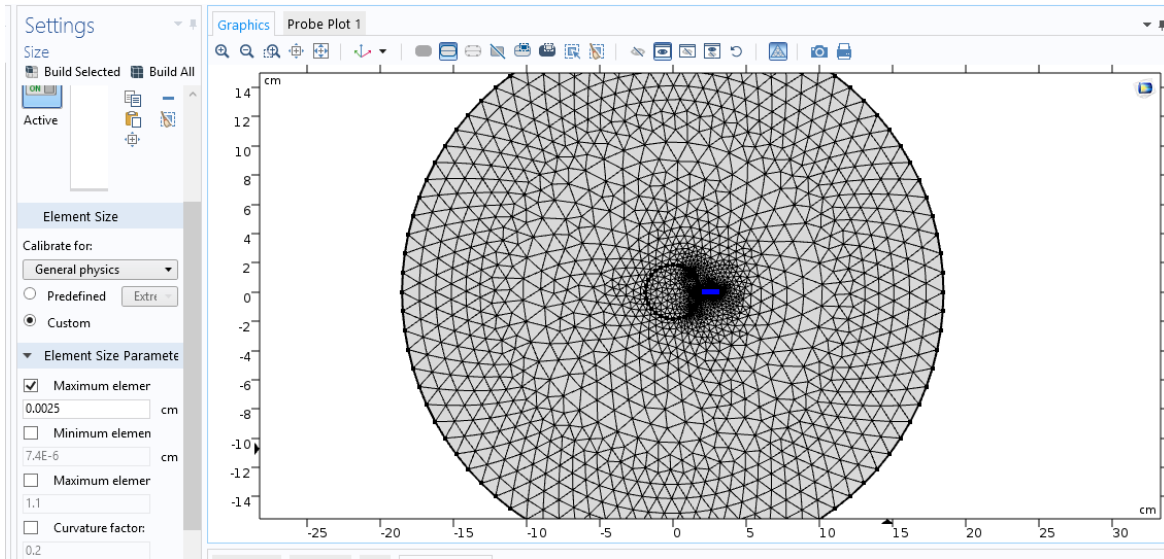 Settings
Size
Build Selected Build All
ON
Active
Element Size
Calibrate for:
General physics
Predefined
Custom
Element Size Paramete
Maximum elemen
0.0025 cm
Minimum elemen
7.4E-6 cm
Maximum elemen
1.1
Curvature factor:
0.2
Graphics Probe Plot 1
cm
14
12
10
8
6
4
2
0
-2
-4
-6
-8
-10
-12
-14
cm
-25 -20 -15 -10 -5 0 5 10 15 20 25 30